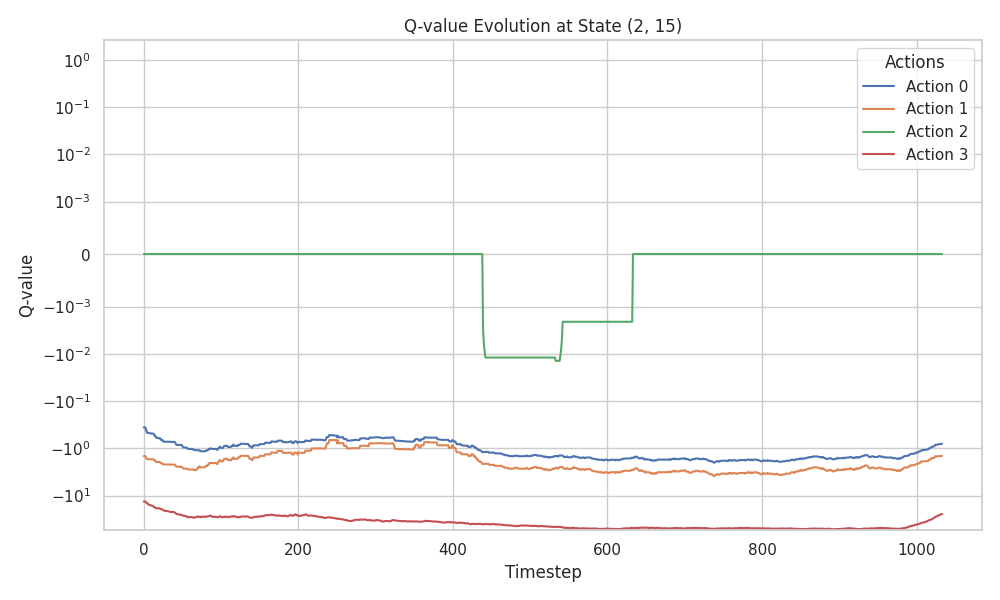 Q-value Evolution at State (2, 15)
Actions
Action 0
Action 1
Action 2
Action 3
Q-value
10⁰
10⁻¹
10⁻²
10⁻³
0
−10⁻³
−10⁻²
−10⁻¹
−10⁰
−10¹
0 200 400 600 800 1000
Timestep